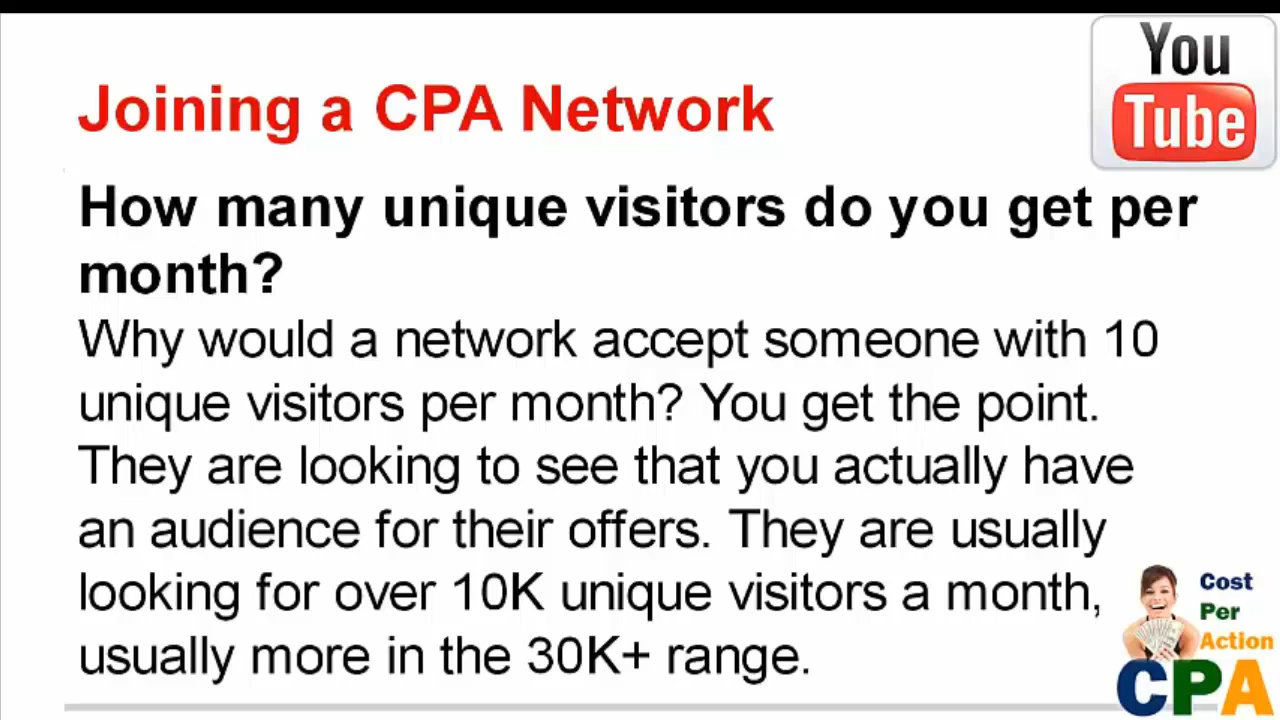 You
Tube
Joining a CPA Network
How many unique visitors do you get per
month?
Why would a network accept someone with 10
unique visitors per month? You get the point.
They are looking to see that you actually have
an audience for their offers. They are usually
looking for over 10K unique visitors a month,
usually more in the 30K+ range.
Cost
Per
Action
CPA